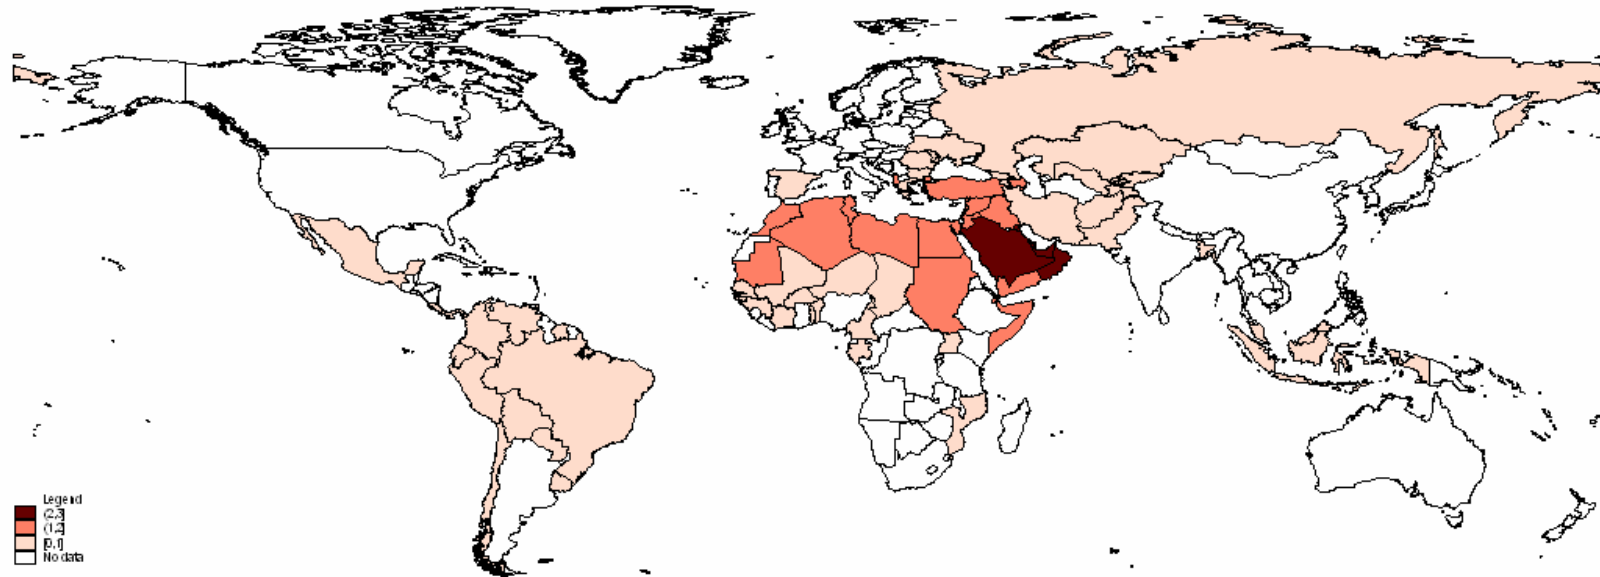 Legend
(2,3]
(1,2]
[0,1]
No data